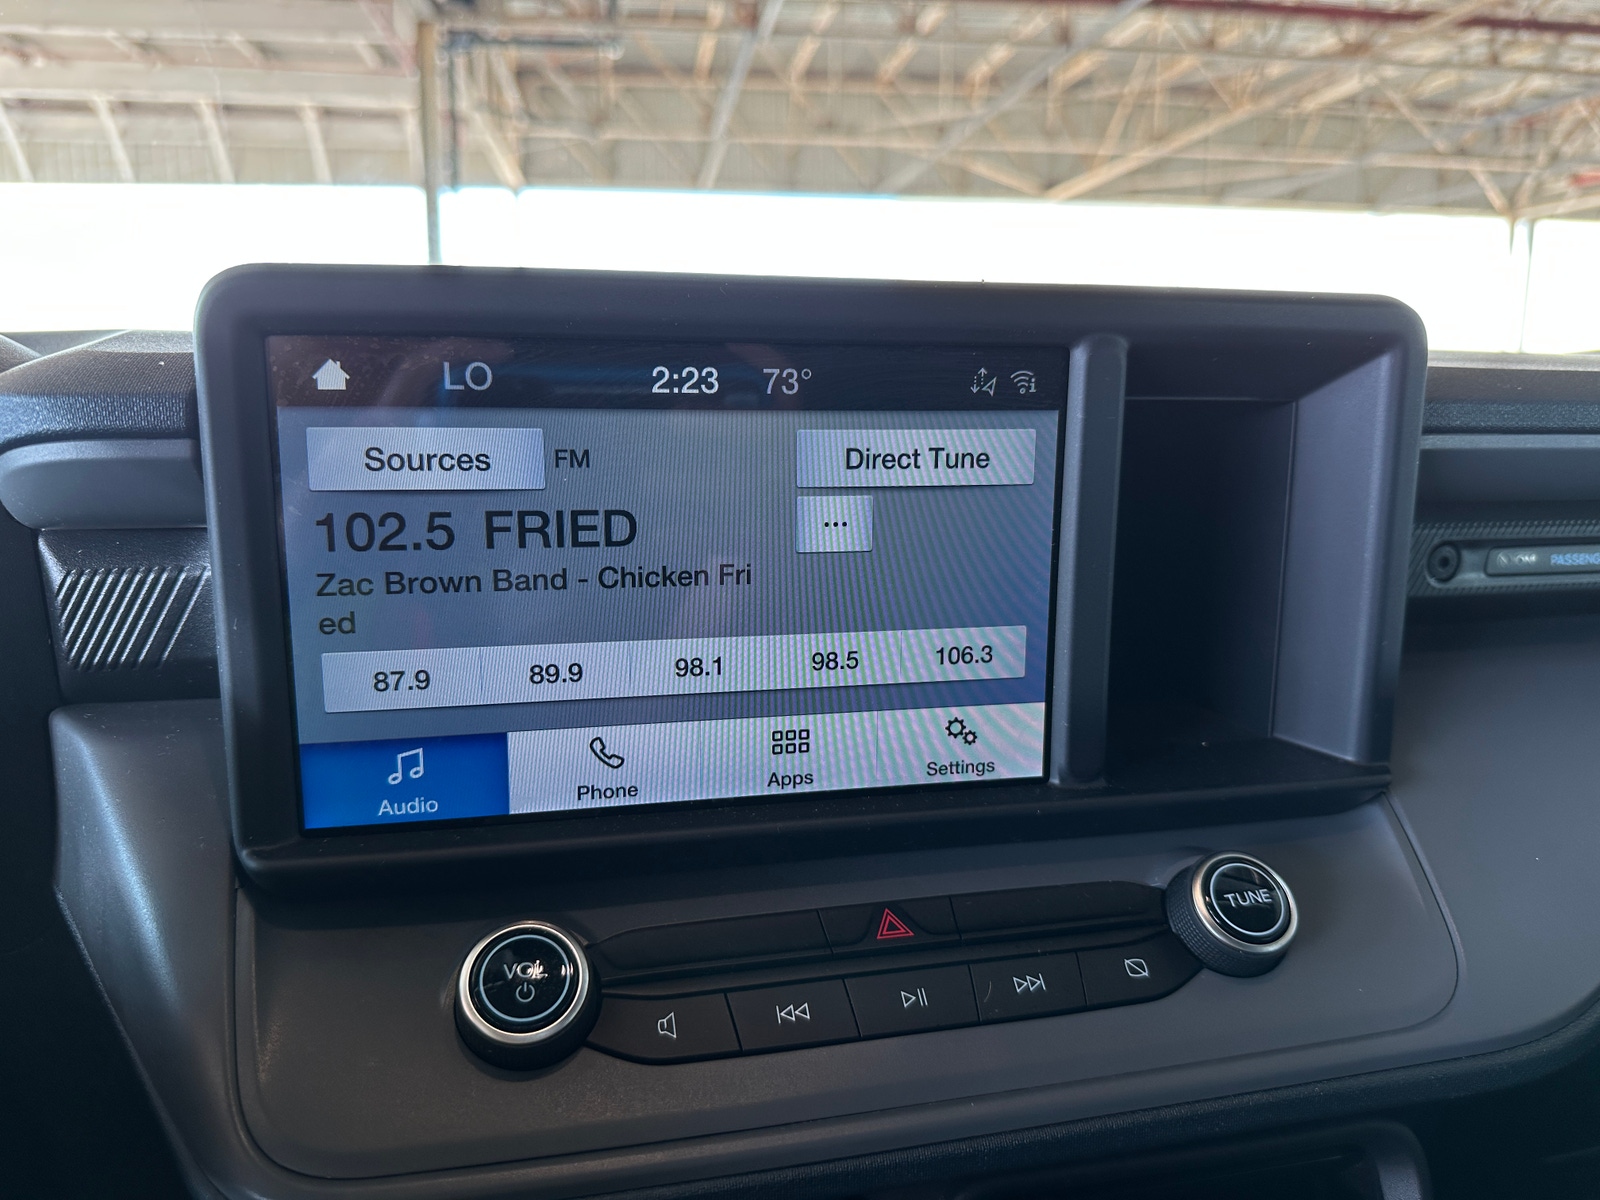 LO 2:23 73°
Sources FM Direct Tune
102.5 FRIED ...
Zac Brown Band - Chicken Fri
ed
87.9 89.9 98.1 98.5 106.3
Audio Phone Apps Settings
VOL
TUNE